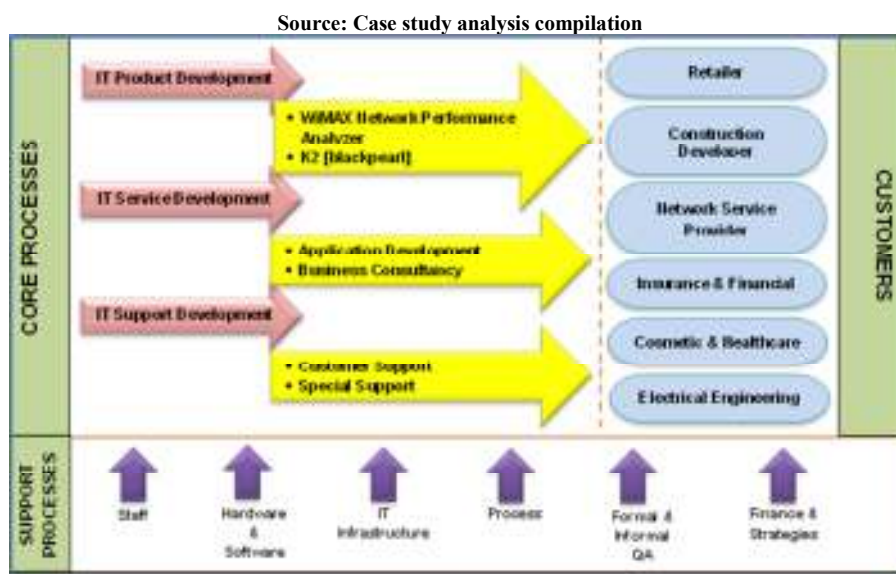 Source: Case study analysis compilation
CORE PROCESSES
IT Product Development
• WiMAX Network Performance
Analyzer
• K2 [blackpearl]
IT Service Development
• Application Development
• Business Consultancy
IT Support Development
• Customer Support
• Special Support
Retailer
Construction
Developer
Network Service
Provider
Insurance & Financial
Cosmetic & Healthcare
Electrical Engineering
CUSTOMERS
SUPPORT
PROCESSES
Staff
Hardware
&
Software
IT
Infrastructure
Process
Formal &
Informal
QA
Finance &
Strategies